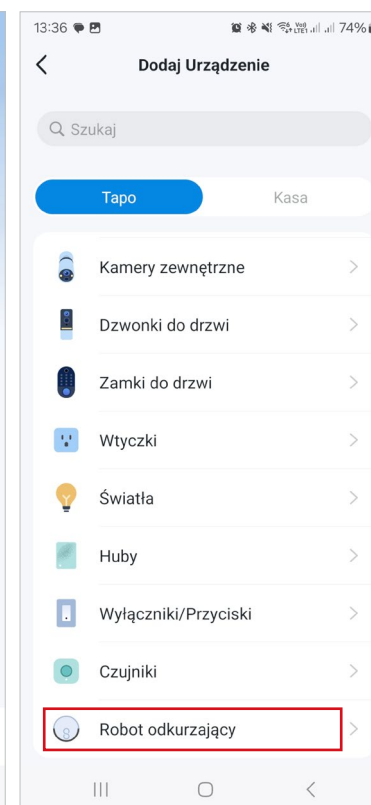 13:36 74%
Dodaj Urządzenie
Szukaj
Tapo Kasa
Kamery zewnętrzne
Dzwonki do drzwi
Zamki do drzwi
Wtyczki
Światła
Huby
Wyłączniki/Przyciski
Czujniki
Robot odkurzający